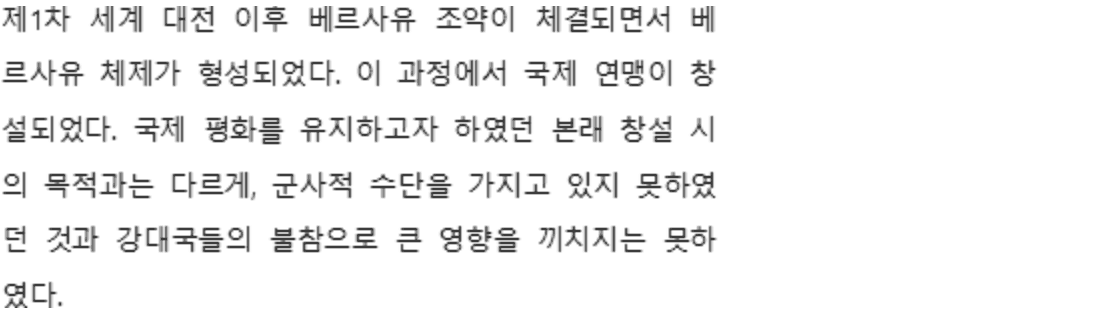 제1차 세계 대전 이후 베르사유 조약이 체결되면서 베
르사유 체제가 형성되었다. 이 과정에서 국제 연맹이 창
설되었다. 국제 평화를 유지하고자 하였던 본래 창설 시
의 목적과는 다르게, 군사적 수단을 가지고 있지 못하였
던 것과 강대국들의 불참으로 큰 영향을 끼치지는 못하
였다.